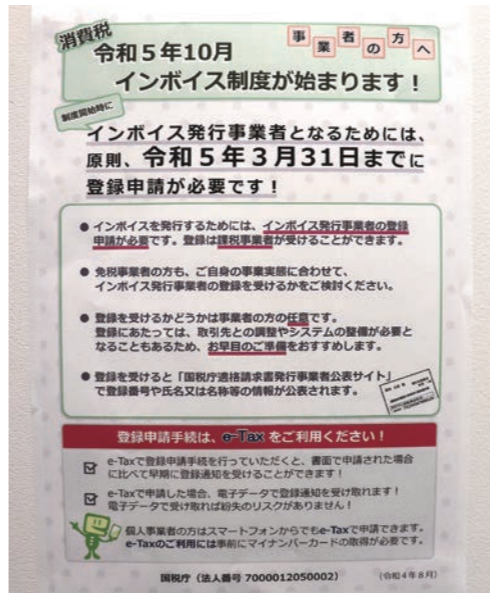 消費税
事業者の方へ
令和5年10月
インボイス制度が始まります！
制度開始時に
インボイス発行事業者となるためには、
原則、令和5年3月31日までに
登録申請が必要です！
● インボイスを発行するためには、インボイス発行事業者の登録
申請が必要です。登録は課税事業者が受けることができます。
● 免税事業者の方も、ご自身の事業実態に合わせて、
インボイス発行事業者の登録を受けるかをご検討ください。
● 登録を受けるかどうかは事業者の方の任意です。
登録にあたっては、取引先との調整やシステムの整備が必要と
なることもあるため、お早目のご準備をおすすめします。
● 登録を受けると「国税庁適格請求書発行事業者公表サイト」
で登録番号や氏名又は名称等の情報が公表されます。
登録申請手続は、e-Tax をご利用ください！
e-Taxで登録申請手続を行っていただくと、書面で申請された場合
に比べて早期に登録通知を受けることができます！
e-Taxで申請した場合、電子データで登録通知を受け取れます！
電子データで受け取れば紛失のリスクがありません！
個人事業者の方はスマートフォンからでもe-Taxで申請できます。
e-Taxのご利用には事前にマイナンバーカードの取得が必要です。
国税庁（法人番号 7000012050002）
（令和4年8月）